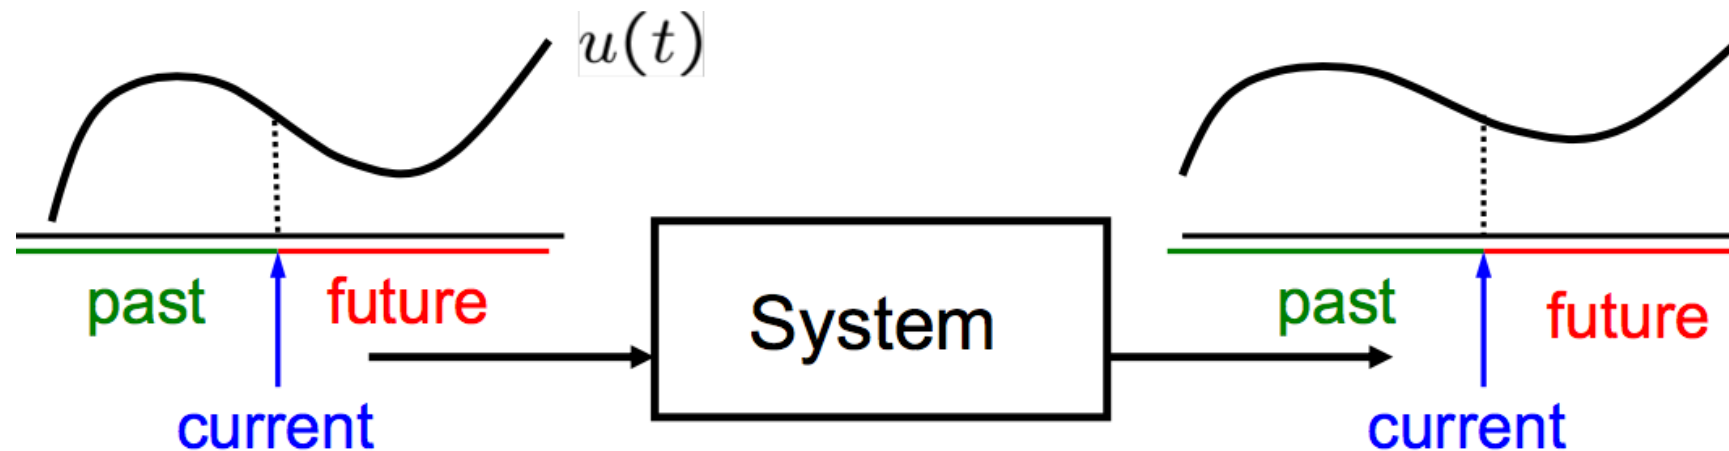 u(t)
past
future
current
System
past
future
current